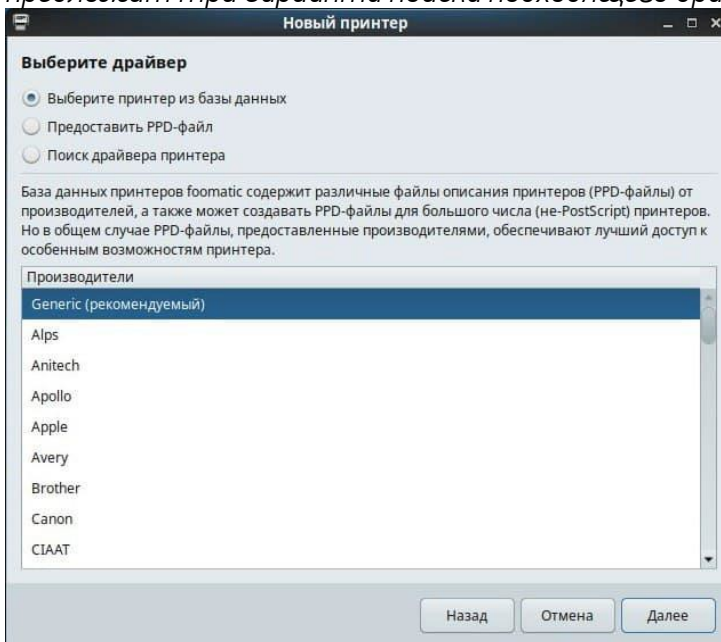 Новый принтер
Выберите драйвер
Выберите принтер из базы данных
Предоставить PPD-файл
Поиск драйвера принтера
База данных принтеров foomatic содержит различные файлы описания принтеров (PPD-файлы) от
производителей, а также может создавать PPD-файлы для большого числа (не-PostScript) принтеров.
Но в общем случае PPD-файлы, предоставленные производителями, обеспечивают лучший доступ к
особенным возможностям принтера.
Производители
Generic (рекомендуемый)
Alps
Anitech
Apollo
Apple
Avery
Brother
Canon
CIAAT
Назад Отмена Далее